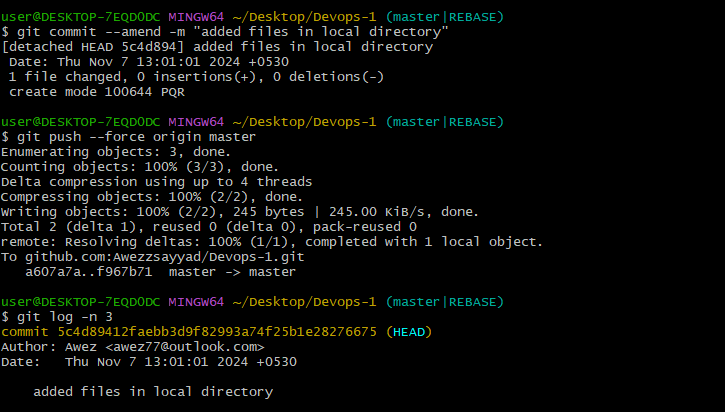 user@DESKTOP-7EQD0DC MINGW64 ~/Desktop/Devops-1 (master|REBASE)
$ git commit --amend -m "added files in local directory"
[detached HEAD 5c4d894] added files in local directory
 Date: Thu Nov 7 13:01:01 2024 +0530
 1 file changed, 0 insertions(+), 0 deletions(-)
 create mode 100644 PQR
user@DESKTOP-7EQD0DC MINGW64 ~/Desktop/Devops-1 (master|REBASE)
$ git push --force origin master
Enumerating objects: 3, done.
Counting objects: 100% (3/3), done.
Delta compression using up to 4 threads
Compressing objects: 100% (2/2), done.
Writing objects: 100% (2/2), 245 bytes | 245.00 KiB/s, done.
Total 2 (delta 1), reused 0 (delta 0), pack-reused 0
remote: Resolving deltas: 100% (1/1), completed with 1 local object.
To github.com:Awezzsayyad/Devops-1.git
   a607a7a..f967b71  master -> master
user@DESKTOP-7EQD0DC MINGW64 ~/Desktop/Devops-1 (master|REBASE)
$ git log -n 3
commit 5c4d89412faebb3d9f82993a74f25b1e28276675 (HEAD)
Author: Awez <awez77@outlook.com>
Date:   Thu Nov 7 13:01:01 2024 +0530
    added files in local directory